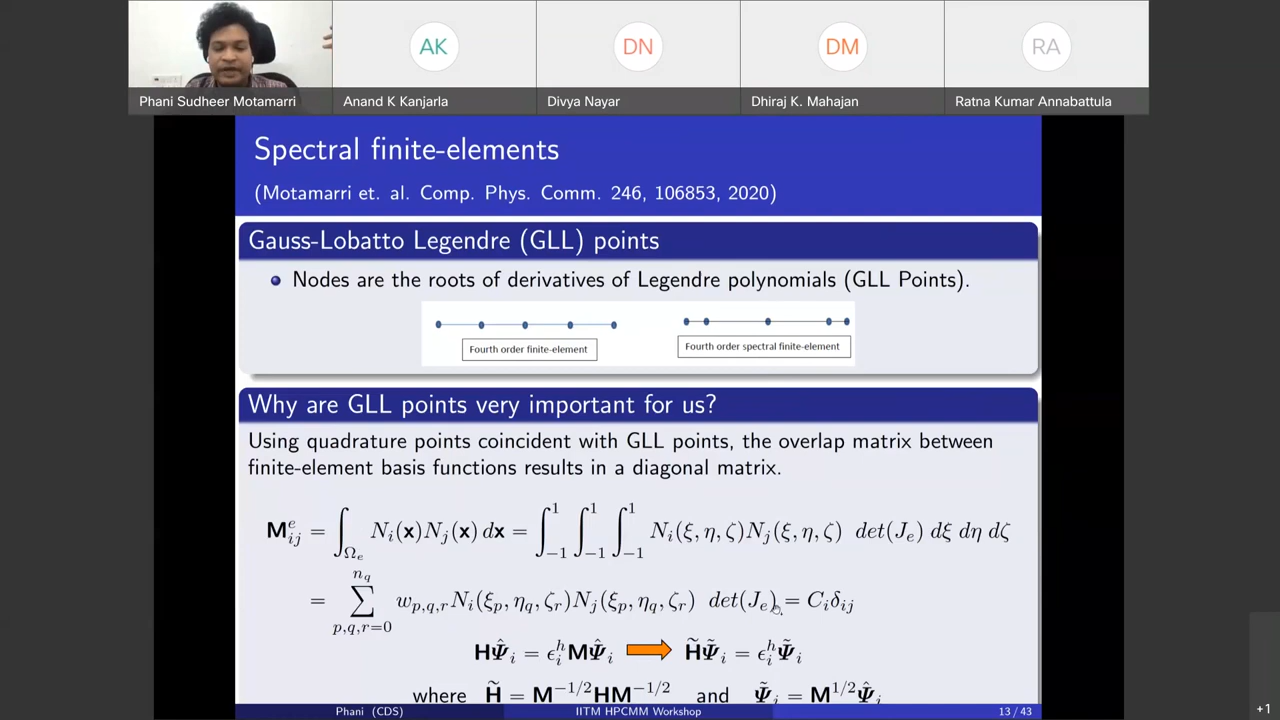 AK
DN
DM
RA
Phani Sudheer Motamarri
Anand K Kanjarla
Divya Nayar
Dhiraj K. Mahajan
Ratna Kumar Annabattula
Spectral finite-elements
(Motamarri et. al. Comp. Phys. Comm. 246, 106853, 2020)
Gauss-Lobatto Legendre (GLL) points
Nodes are the roots of derivatives of Legendre polynomials (GLL Points).
Fourth order finite-element
Fourth order spectral finite-element
Why are GLL points very important for us?
Using quadrature points coincident with GLL points, the overlap matrix between
finite-element basis functions results in a diagonal matrix.
M^e_{ij} = ∫_{Ω_e} N_i(x)N_j(x) dx = ∫_{-1}^{1} ∫_{-1}^{1} ∫_{-1}^{1} N_i(ξ, η, ζ)N_j(ξ, η, ζ) det(J_e) dξ dη dζ
= ∑_{p,q,r=0}^{n_q} w_{p,q,r}N_i(ξ_p, η_q, ζ_r)N_j(ξ_p, η_q, ζ_r) det(J_e) = C_iδ_{ij}
HΨ̂_i = ϵ^h_i MΨ̂_i H̃Ψ̃_i = ϵ^h_i Ψ̃_i
where H̃ = M^{-1/2}HM^{-1/2} and Ψ̃_i = M^{1/2}Ψ̂_i
Phani (CDS)
IITM HPCMM Workshop
13 / 43
+1